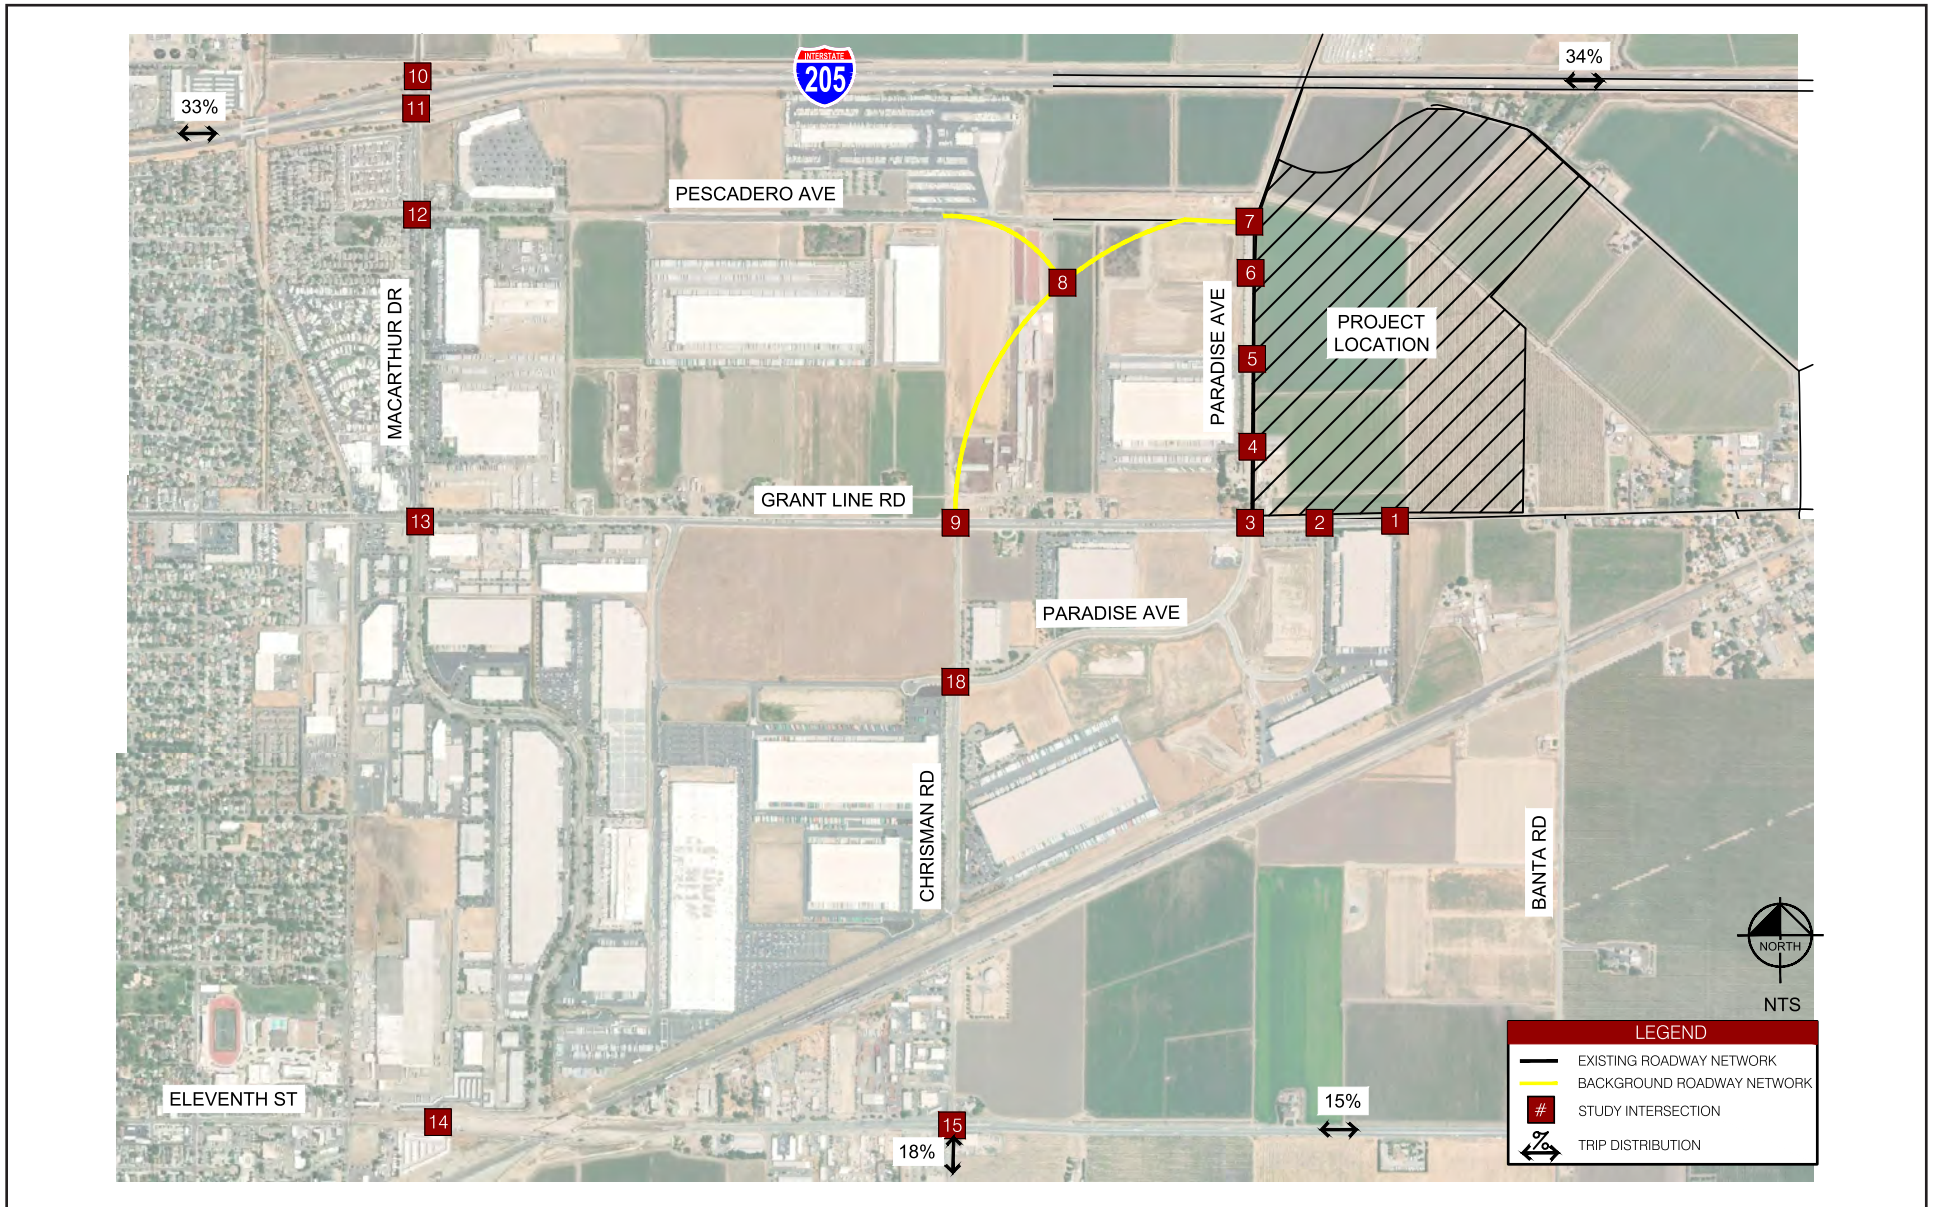 34%
10
INTERSTATE
205
33%
11
PESCADERO AVE
12
7
6
8
MACARTHUR DR
PARADISE AVE
PROJECT
LOCATION
5
4
GRANT LINE RD
13
9
3
2
1
PARADISE AVE
18
CHRISMAN RD
BANTA RD
NORTH
NTS
ELEVENTH ST
14
15
18%
15%
LEGEND
EXISTING ROADWAY NETWORK
BACKGROUND ROADWAY NETWORK
# STUDY INTERSECTION
% TRIP DISTRIBUTION